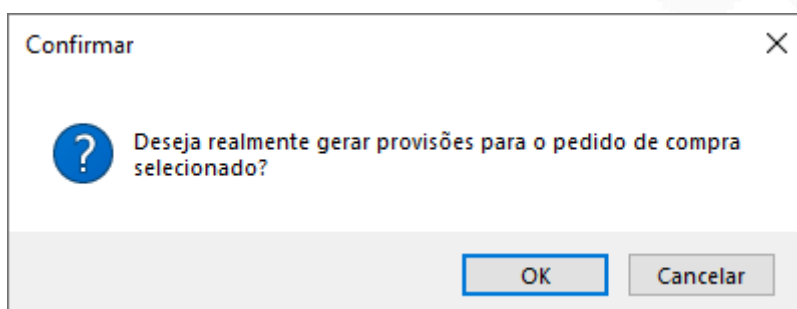 Confirmar
Deseja realmente gerar provisões para o pedido de compra
selecionado?
OK
Cancelar